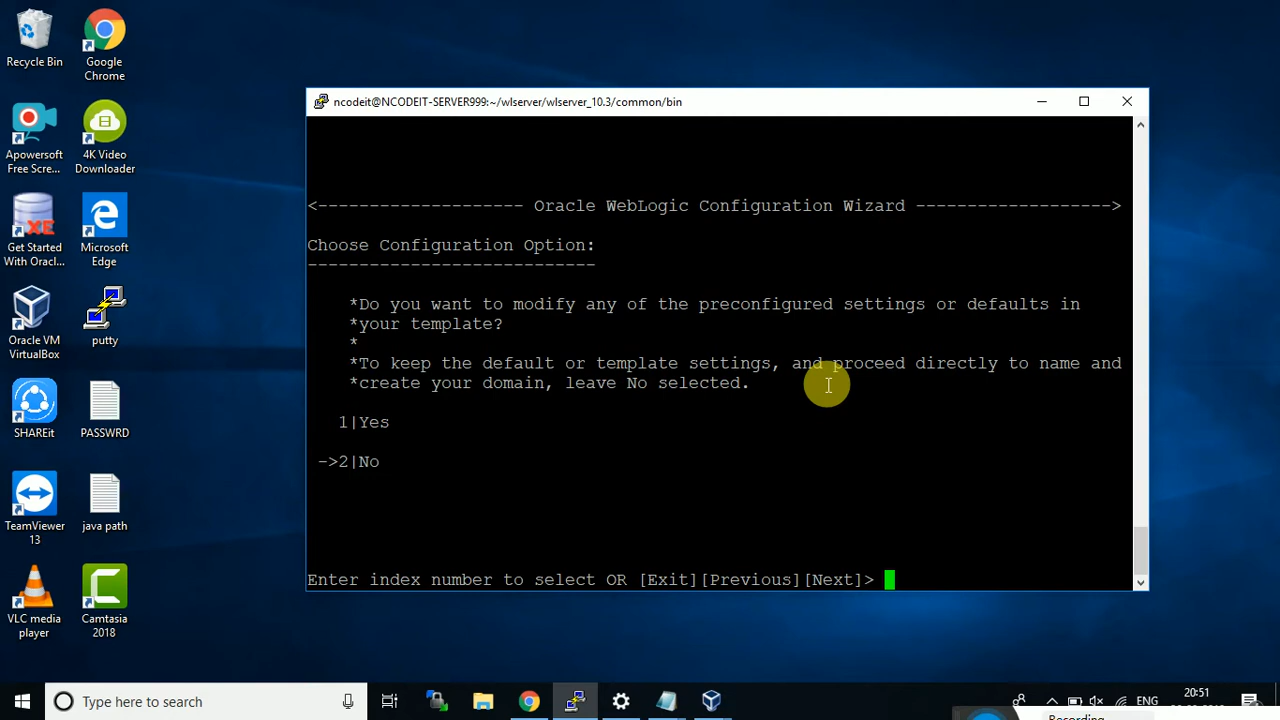 Recycle Bin
Google
Chrome
Apowersoft
Free Scre...
4K Video
Downloader
Get Started
With Oracl...
Microsoft
Edge
Oracle VM
VirtualBox
putty
SHAREit
PASSWRD
TeamViewer
13
java path
VLC media
player
Camtasia
2018
ncodeit@NCODEIT-SERVER999:~/wlserver/wlserver_10.3/common/bin
<------------------- Oracle WebLogic Configuration Wizard ------------------->
Choose Configuration Option:
----------------------------
*Do you want to modify any of the preconfigured settings or defaults in
*your template?
*
*To keep the default or template settings, and proceed directly to name and
*create your domain, leave No selected.
1|Yes
->2|No
Enter index number to select OR [Exit][Previous][Next]>
Type here to search
ENG
20:51
Recording